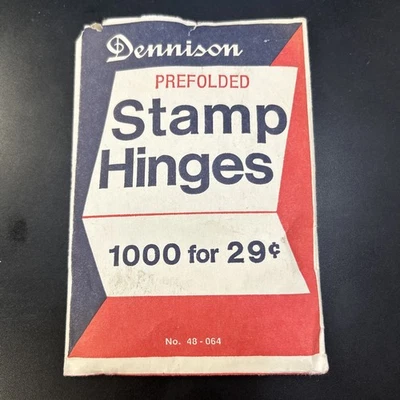 Dennison
PREFOLDED
Stamp
Hinges
1000 for 29¢
No. 48-064